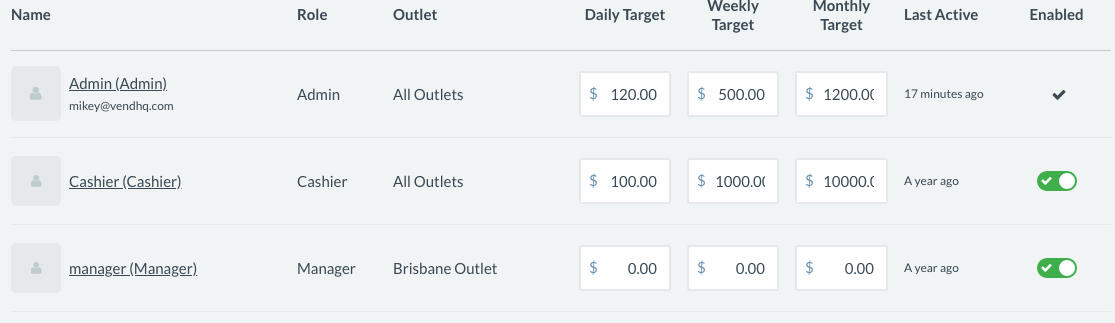 Name Role Outlet Daily Target Weekly Target Monthly Target Last Active Enabled
Admin (Admin) Admin All Outlets $ 120.00 $ 500.00 $ 1200.00 17 minutes ago
mikey@vendhq.com
Cashier (Cashier) Cashier All Outlets $ 100.00 $ 1000.0 $ 10000. A year ago
manager (Manager) Manager Brisbane Outlet $ 0.00 $ 0.00 $ 0.00 A year ago